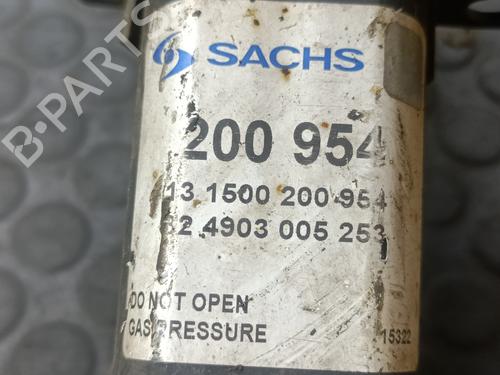 SACHS
200 954
13 1500 200 954
32 4903 005 253
DO NOT OPEN
GAS PRESSURE 15322
B-PARTS